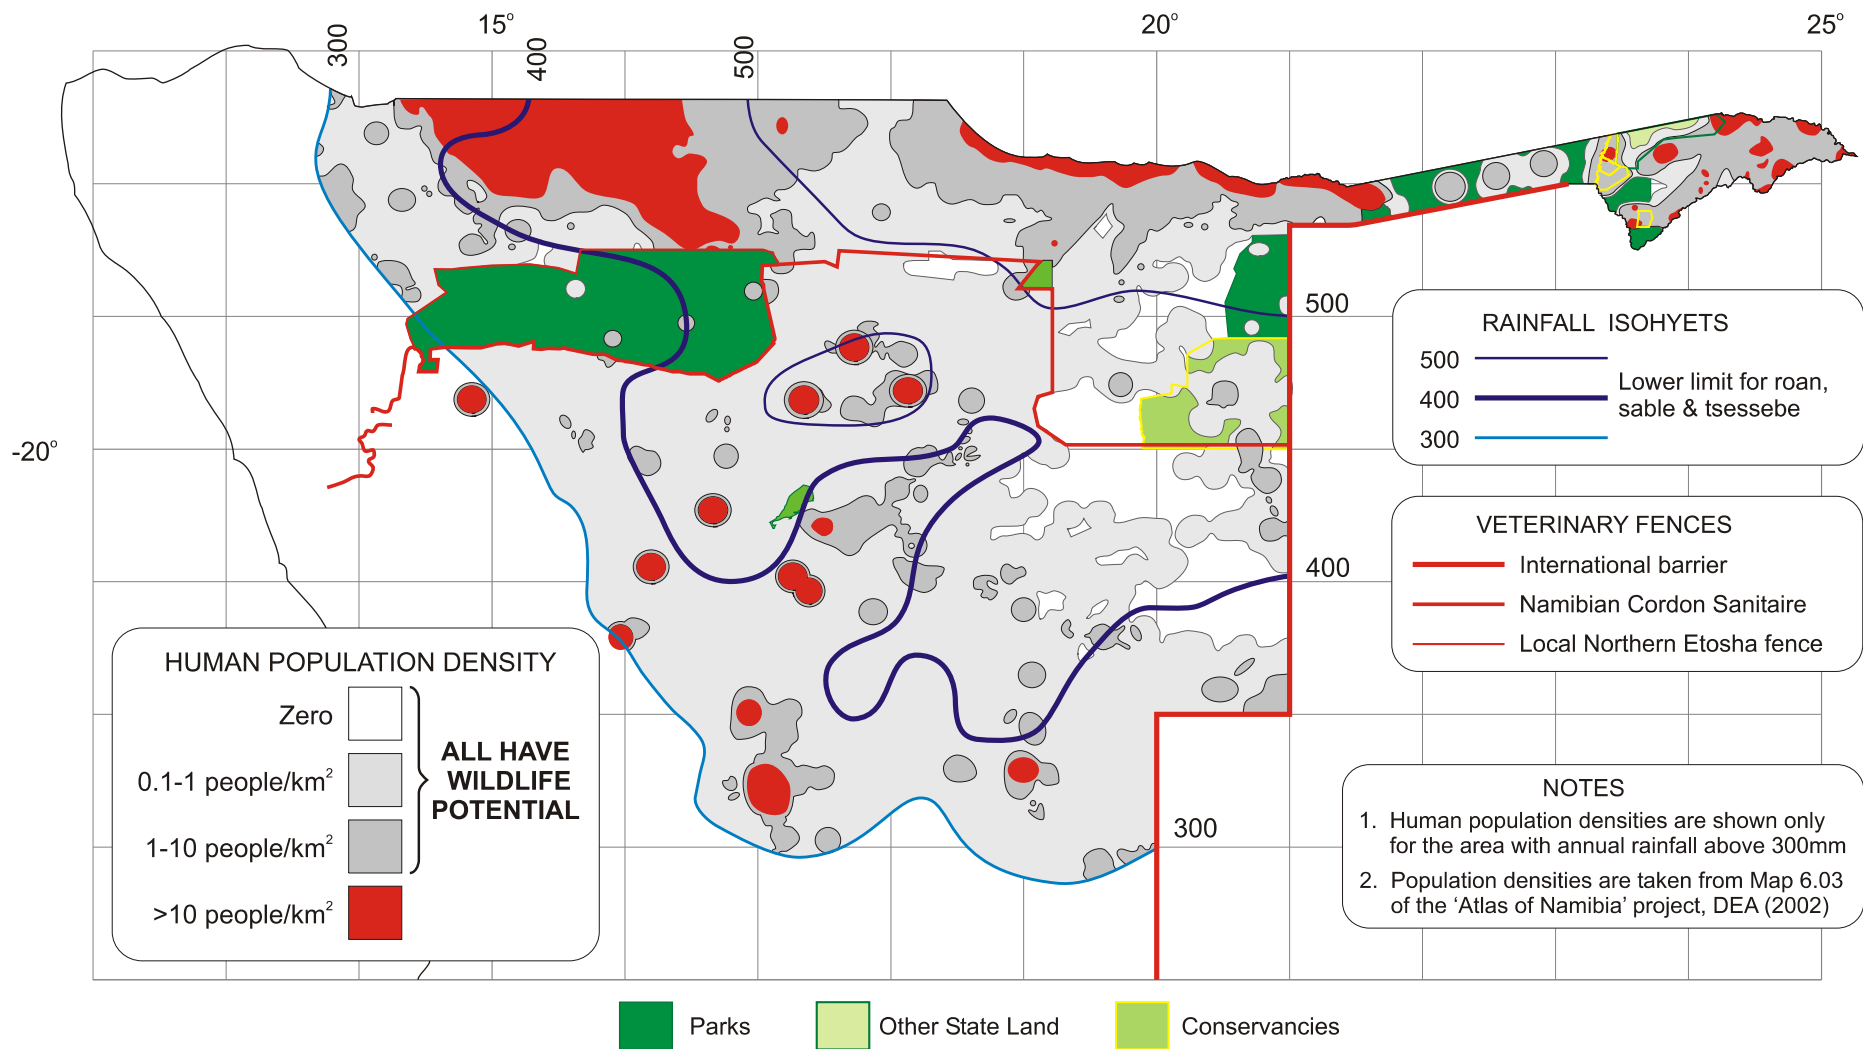 15°
20°
25°
300
400
500
-20°
500
400
300
RAINFALL ISOHYETS
500
400
300
Lower limit for roan,
sable & tsessebe
VETERINARY FENCES
International barrier
Namibian Cordon Sanitaire
Local Northern Etosha fence
HUMAN POPULATION DENSITY
Zero
0.1-1 people/km²
1-10 people/km²
>10 people/km²
ALL HAVE
WILDLIFE
POTENTIAL
NOTES
1. Human population densities are shown only
for the area with annual rainfall above 300mm
2. Population densities are taken from Map 6.03
of the ‘Atlas of Namibia’ project, DEA (2002)
Parks
Other State Land
Conservancies